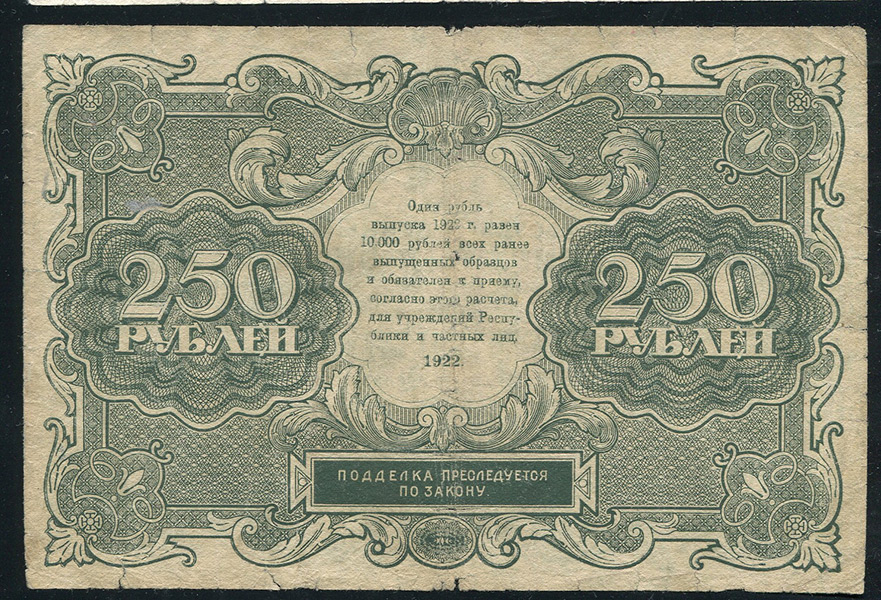 Один рубль
выпуска 1922 г. равен
10.000 рублей всех ранее
выпущенных образцов
и обязателен к приему,
согласно этого расчета,
для учреждений Респу-
блики и частных лиц.
1922.
250
РУБЛЕЙ
250
РУБЛЕЙ
ПОДДЕЛКА ПРЕСЛЕДУЕТСЯ
ПО ЗАКОНУ.